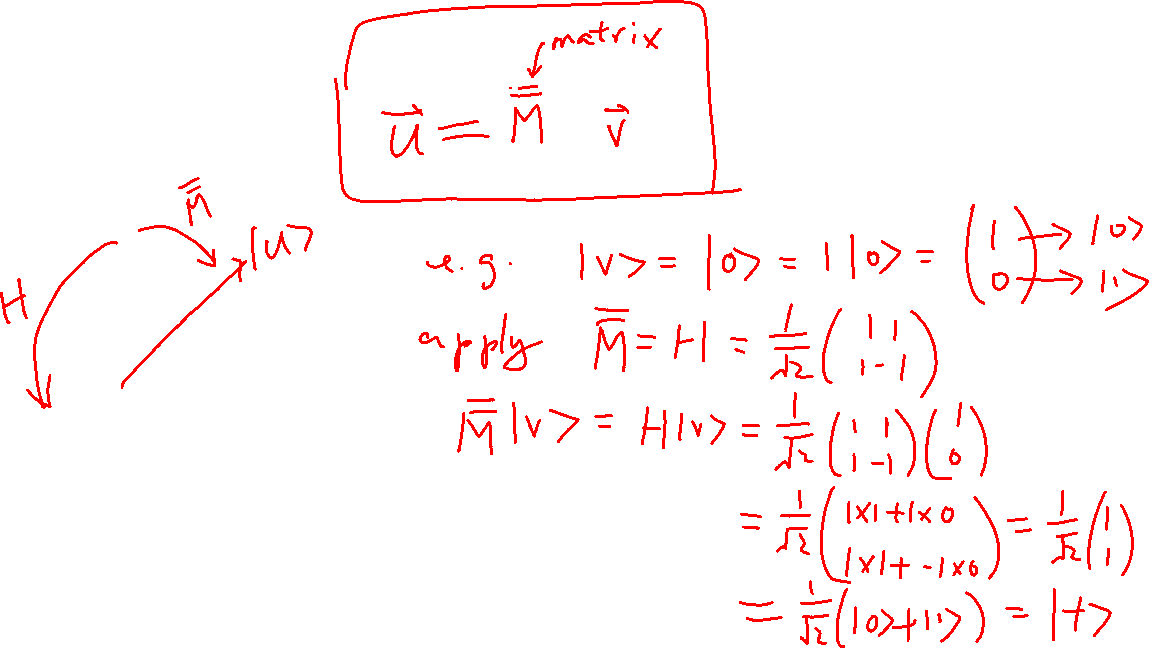 matrix
u⃗ = M̿ v⃗
M̿
|u⟩
H
e.g. |v⟩ = |0⟩ = 1|0⟩ = (1 0) → |0⟩ → |1⟩
apply M̿ = H = 1/√2 (1 1 1 -1)
M̿|v⟩ = H|v⟩ = 1/√2 (1 1 1 -1)(1 0)
= 1/√2 (1×1+1×0 1×1+-1×0) = 1/√2 (1 1)
= 1/√2 (|0⟩+|1⟩) = |+⟩